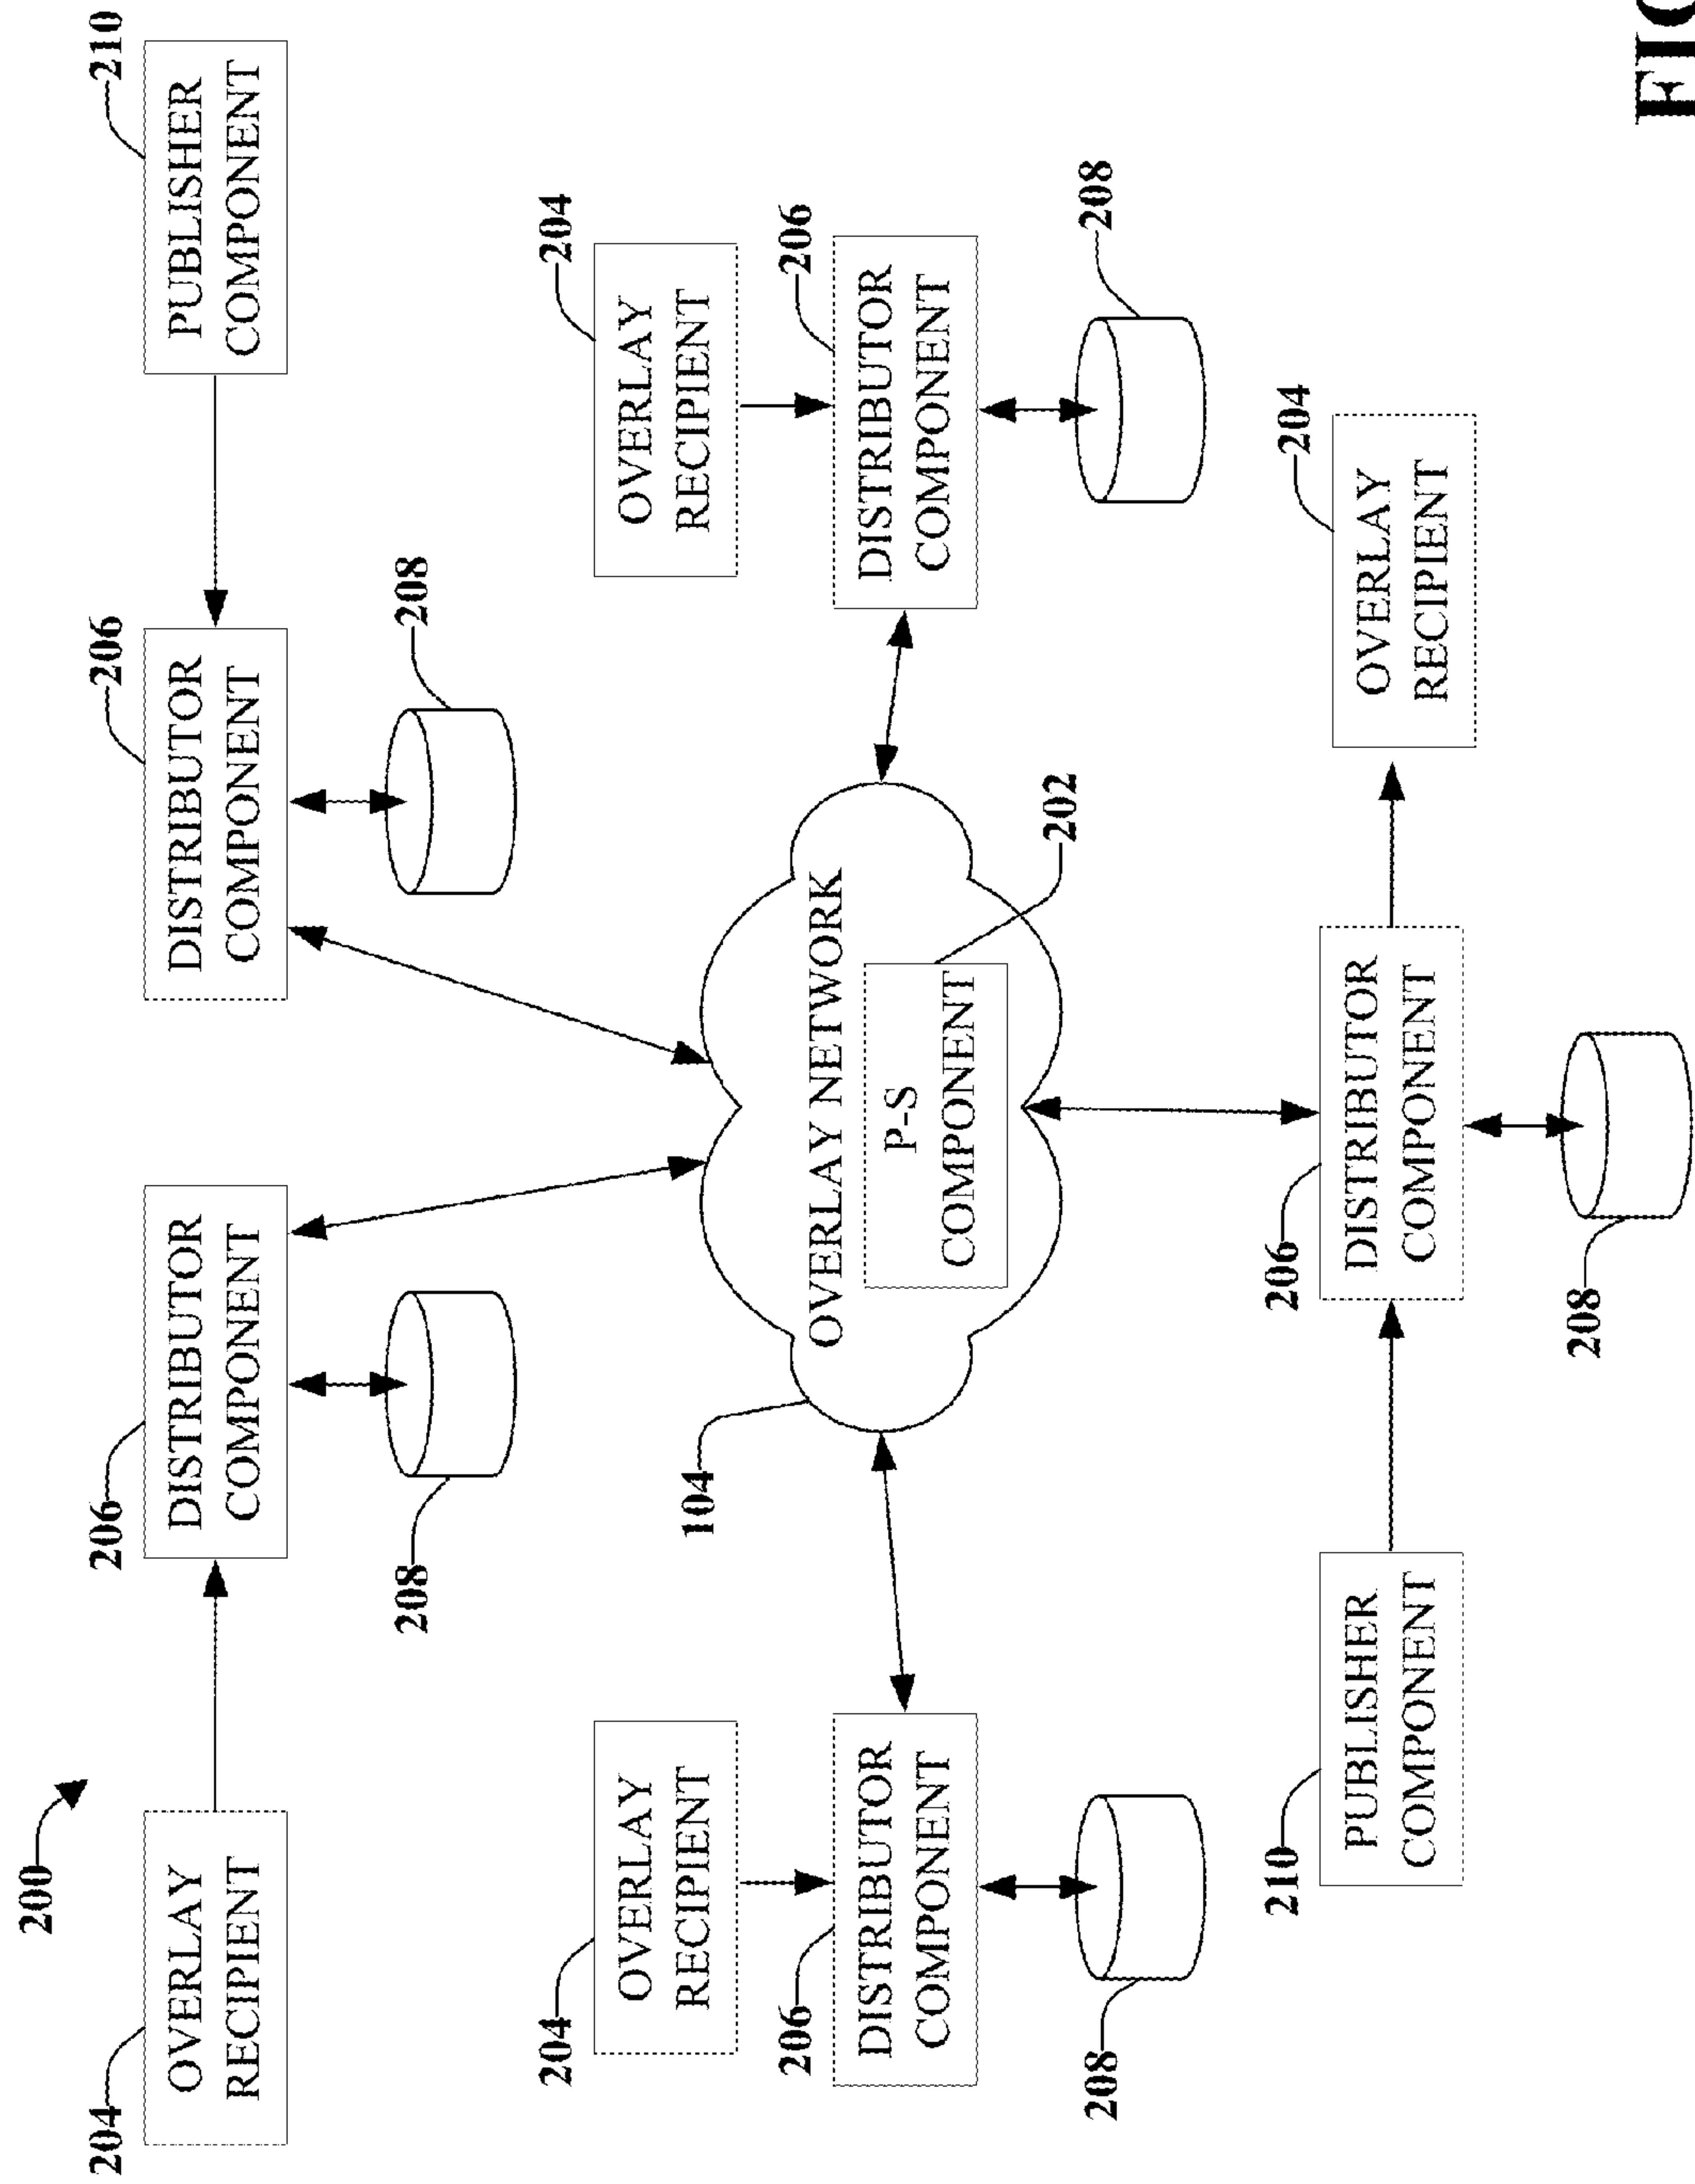 200
204
206
206
210
OVERLAY
RECIPIENT
DISTRIBUTOR
COMPONENT
DISTRIBUTOR
COMPONENT
PUBLISHER
COMPONENT
208
208
204
204
OVERLAY
RECIPIENT
OVERLAY
RECIPIENT
104
206
206
OVERLAY NETWORK
DISTRIBUTOR
COMPONENT
P-S
COMPONENT
DISTRIBUTOR
COMPONENT
202
208
208
210
206
204
PUBLISHER
COMPONENT
DISTRIBUTOR
COMPONENT
OVERLAY
RECIPIENT
208